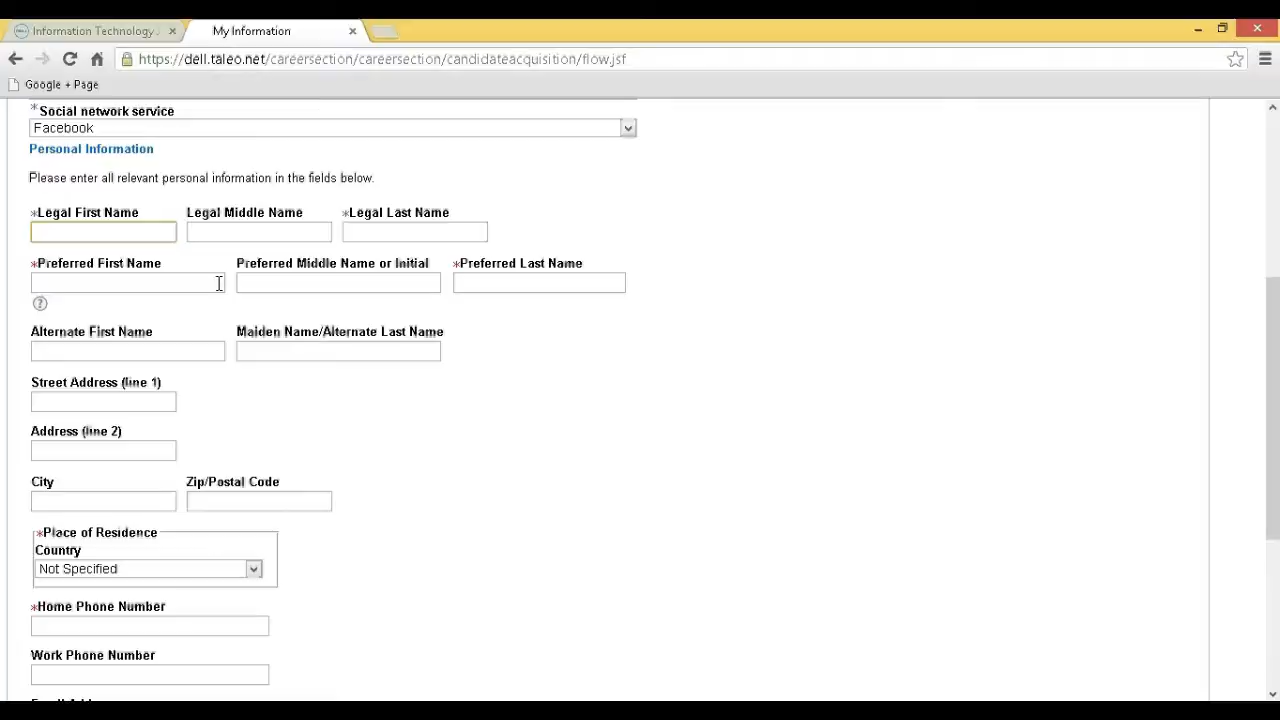 Information Technology
My Information
https://dell.taleo.net/careersection/careersection/candidateacquisition/flow.jsf
Google + Page
*Social network service
Facebook
Personal Information
Please enter all relevant personal information in the fields below.
*Legal First Name Legal Middle Name *Legal Last Name
*Preferred First Name Preferred Middle Name or Initial *Preferred Last Name
?
Alternate First Name Maiden Name/Alternate Last Name
Street Address (line 1)
Address (line 2)
City Zip/Postal Code
*Place of Residence
Country
Not Specified
*Home Phone Number
Work Phone Number